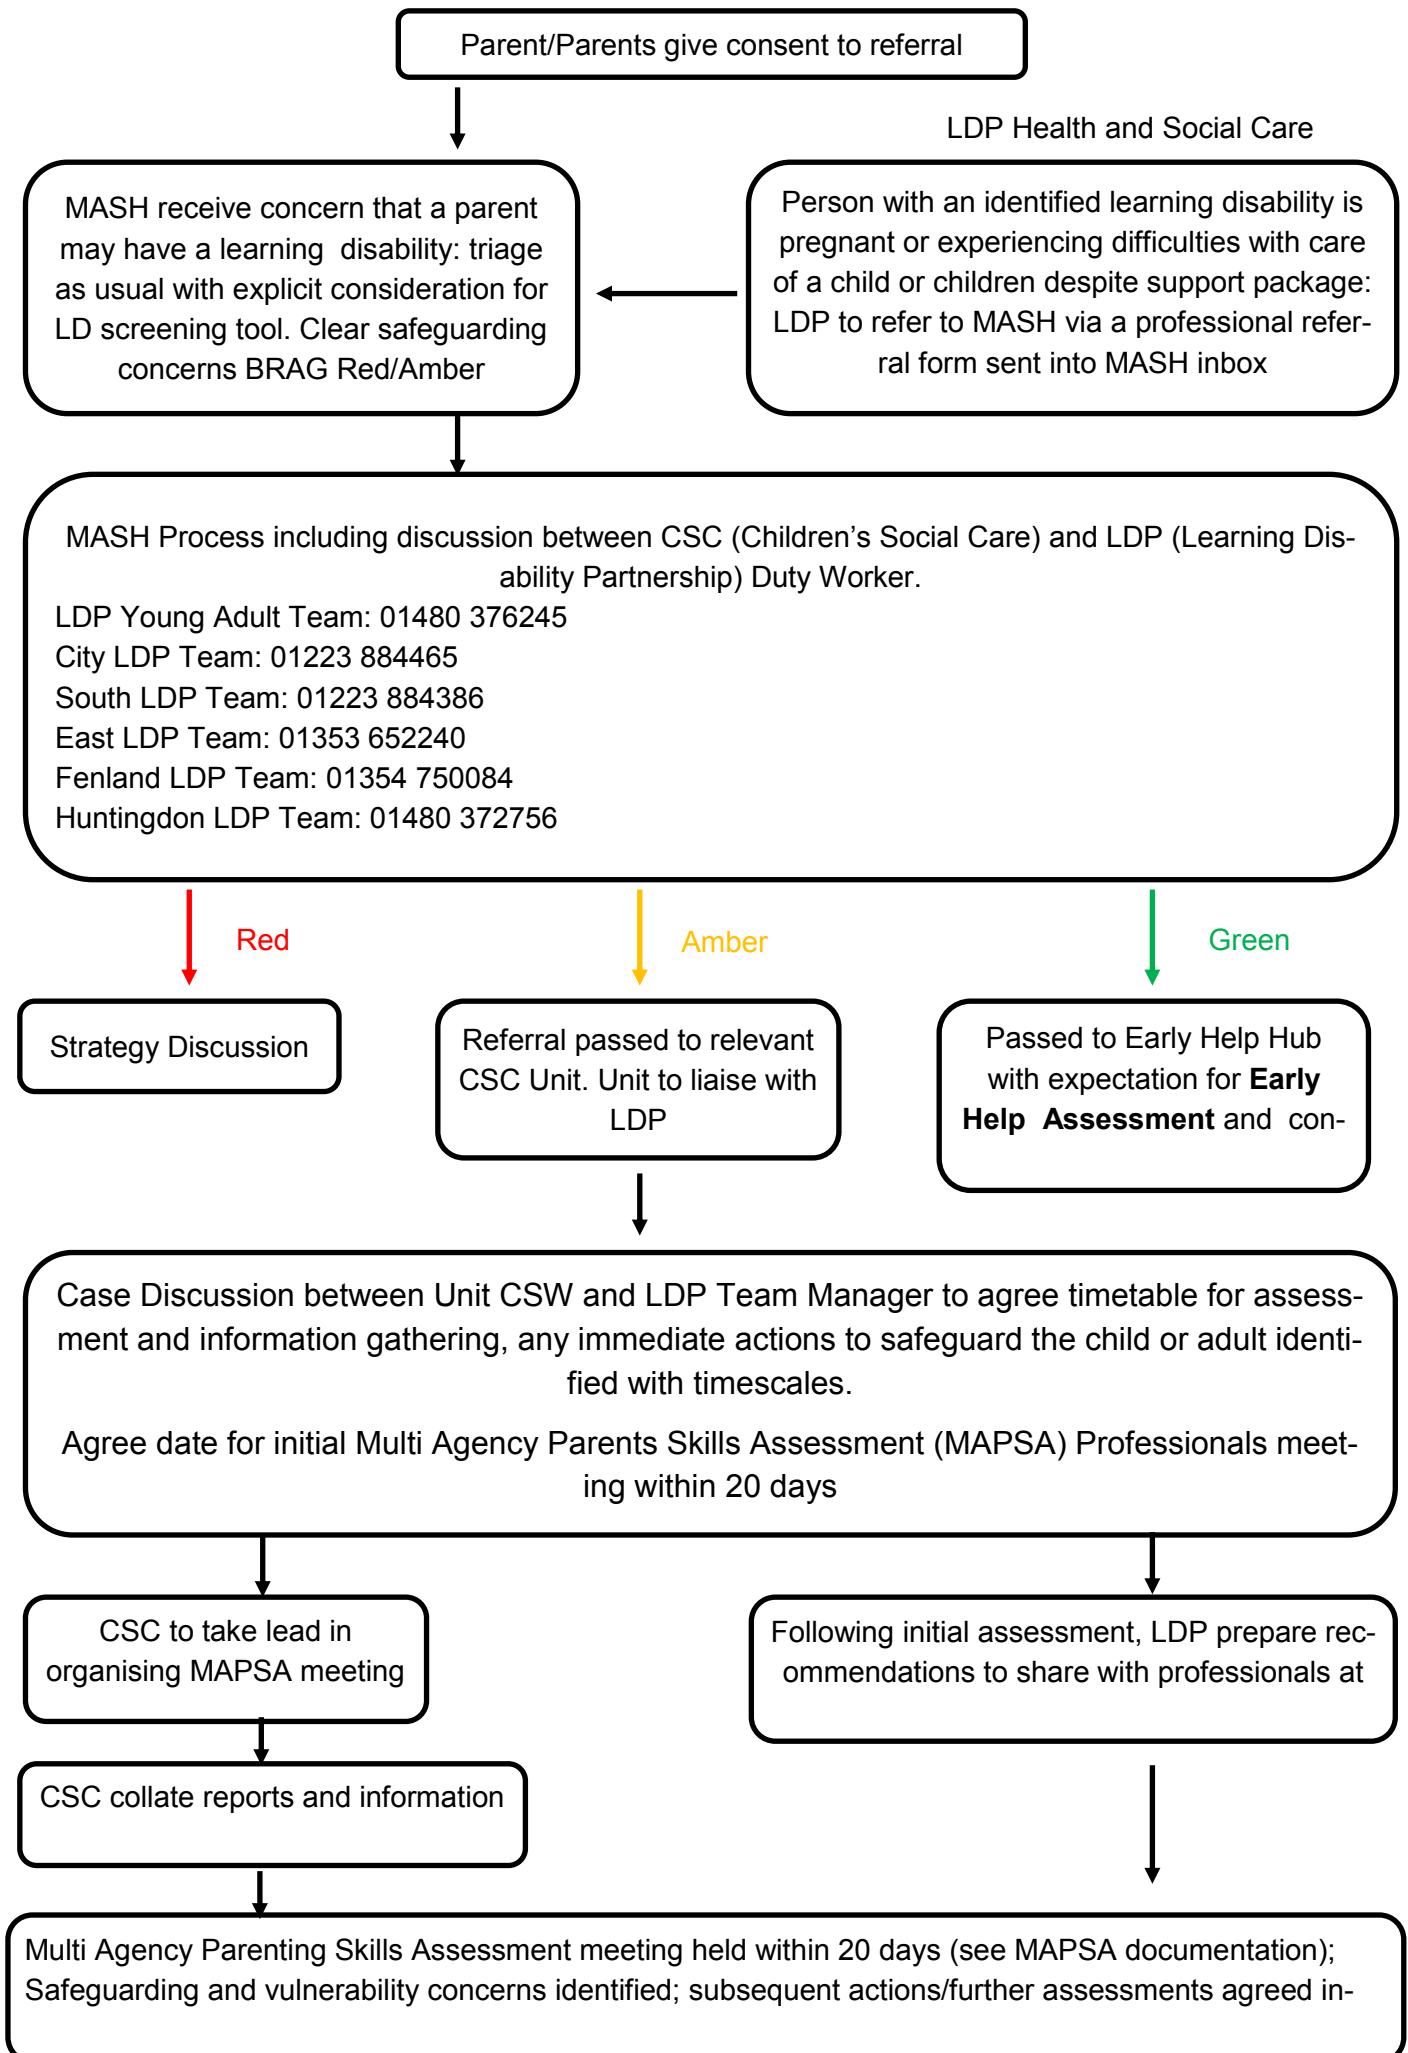 Parent/Parents give consent to referral
LDP Health and Social Care
MASH receive concern that a parent
may have a learning disability: triage
as usual with explicit consideration for
LD screening tool. Clear safeguarding
concerns BRAG Red/Amber
Person with an identified learning disability is
pregnant or experiencing difficulties with care
of a child or children despite support package:
LDP to refer to MASH via a professional refer-
ral form sent into MASH inbox
MASH Process including discussion between CSC (Children's Social Care) and LDP (Learning Dis-
ability Partnership) Duty Worker.
LDP Young Adult Team: 01480 376245
City LDP Team: 01223 884465
South LDP Team: 01223 884386
East LDP Team: 01353 652240
Fenland LDP Team: 01354 750084
Huntingdon LDP Team: 01480 372756
Red
Amber
Green
Strategy Discussion
Referral passed to relevant
CSC Unit. Unit to liaise with
LDP
Passed to Early Help Hub
with expectation for Early
Help Assessment and con-
Case Discussion between Unit CSW and LDP Team Manager to agree timetable for assess-
ment and information gathering, any immediate actions to safeguard the child or adult identi-
fied with timescales.
Agree date for initial Multi Agency Parents Skills Assessment (MAPSA) Professionals meet-
ing within 20 days
CSC to take lead in
organising MAPSA meeting
Following initial assessment, LDP prepare rec-
ommendations to share with professionals at
CSC collate reports and information
Multi Agency Parenting Skills Assessment meeting held within 20 days (see MAPSA documentation);
Safeguarding and vulnerability concerns identified; subsequent actions/further assessments agreed in-